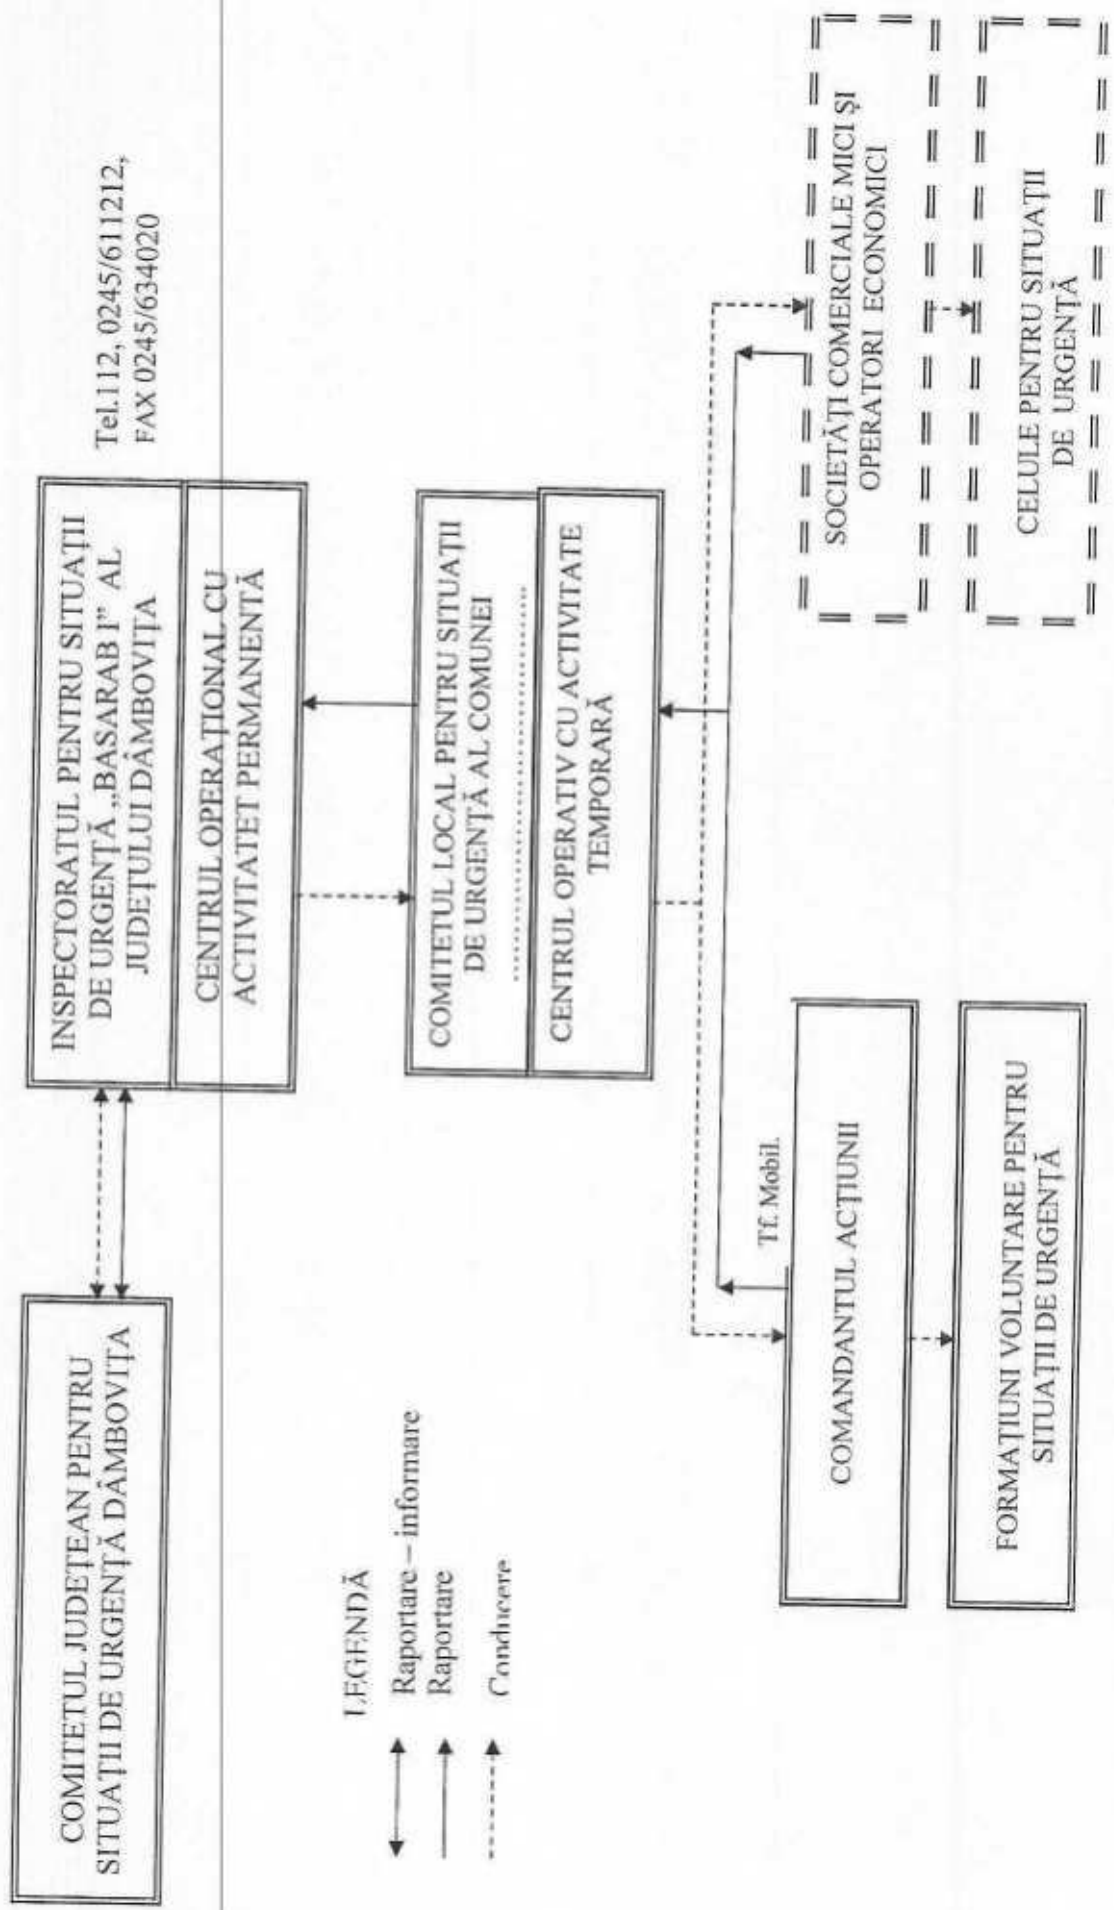 COMITETUL JUDEȚEAN PENTRU
SITUAȚII DE URGENȚĂ DÂMBOVIȚA
INSPECTORATUL PENTRU SITUAȚII
DE URGENȚĂ „BASARAB I” AL
JUDEȚULUI DÂMBOVIȚA
CENTRUL OPERAȚIONAL CU
ACTIVITATET PERMANENTĂ
Tel.112, 0245/611212,
FAX 0245/634020
LEGENDĂ
Raportare – informare
Raportare
Conducere
COMITETUL LOCAL PENTRU SITUAȚII
DE URGENȚĂ AL COMUNEI
..............................
CENTRUL OPERATIV CU ACTIVITATE
TEMPORARĂ
Tf. Mobil.
COMANDANTUL ACȚIUNII
FORMAȚIUNI VOLUNTARE PENTRU
SITUAȚII DE URGENȚĂ
SOCIETĂȚI COMERCIALE MICI ȘI
OPERATORI ECONOMICI
CELULE PENTRU SITUAȚII
DE URGENȚĂ